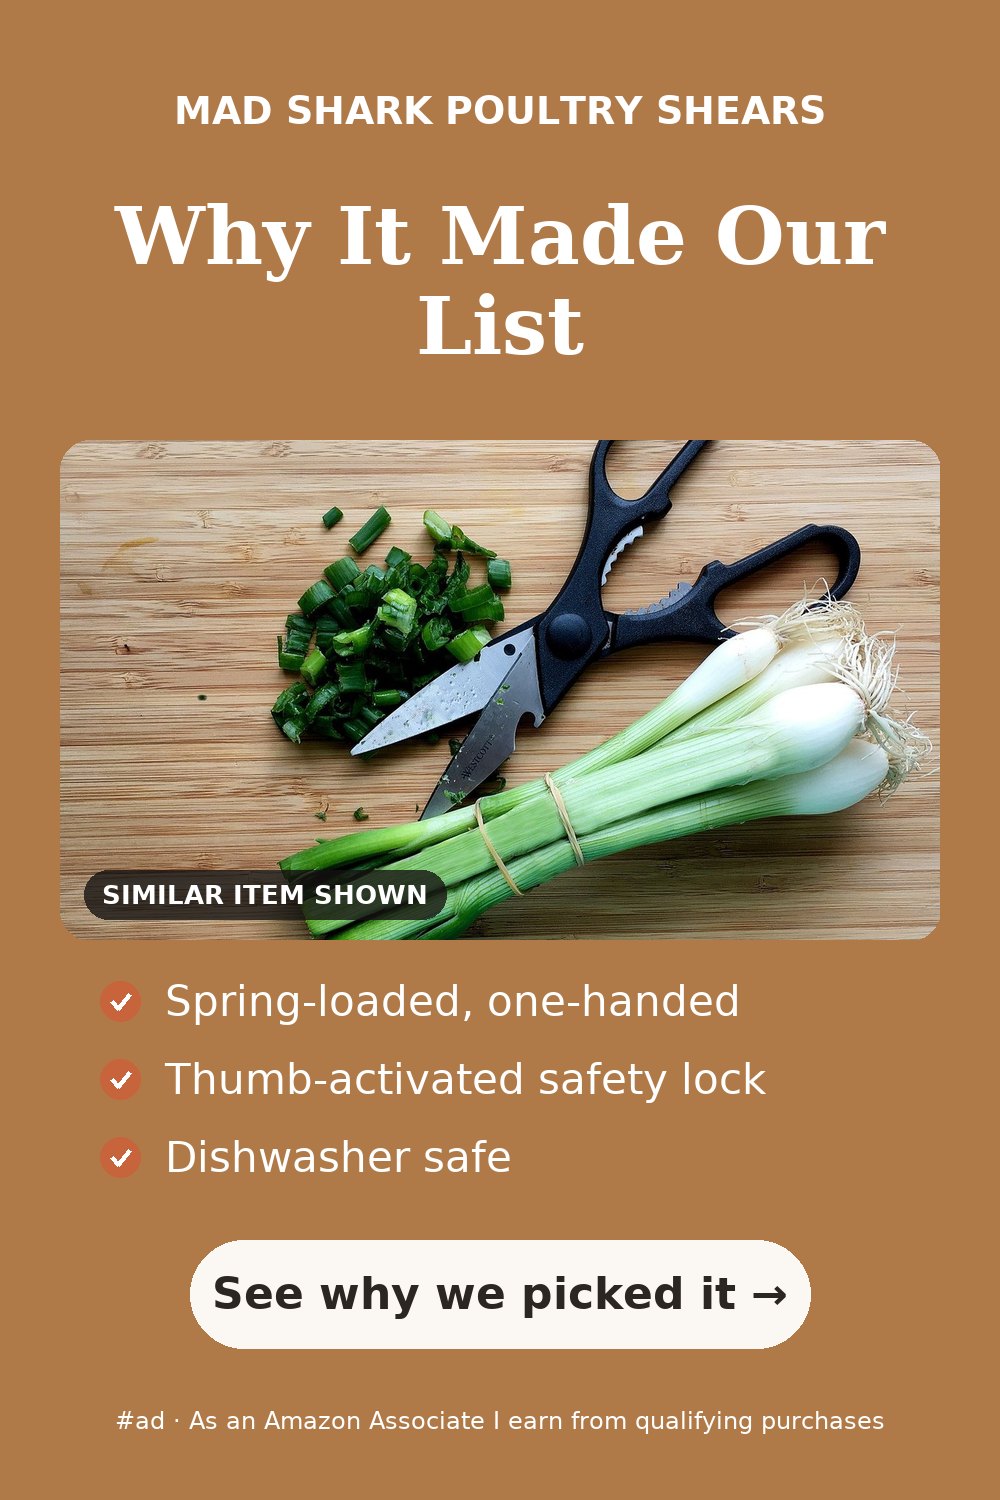 MAD SHARK POULTRY SHEARS
Why It Made Our
List
WESTCOTT
SIMILAR ITEM SHOWN
Spring-loaded, one-handed
Thumb-activated safety lock
Dishwasher safe
See why we picked it →
#ad · As an Amazon Associate I earn from qualifying purchases